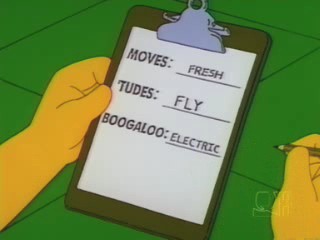 MOVES: FRESH
'TUDES: FLY
BOOGALOO: ELECTRIC